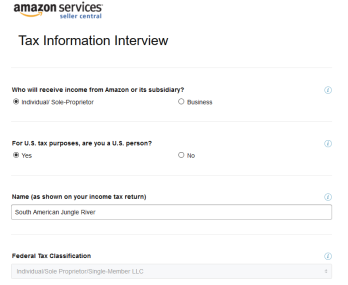 amazon services
seller central
Tax Information Interview
Who will receive income from Amazon or its subsidiary?
Individual/ Sole-Proprietor
Business
For U.S. tax purposes, are you a U.S. person?
Yes
No
Name (as shown on your income tax return)
South American Jungle River
Federal Tax Classification
Individual/Sole Proprietor/Single-Member LLC